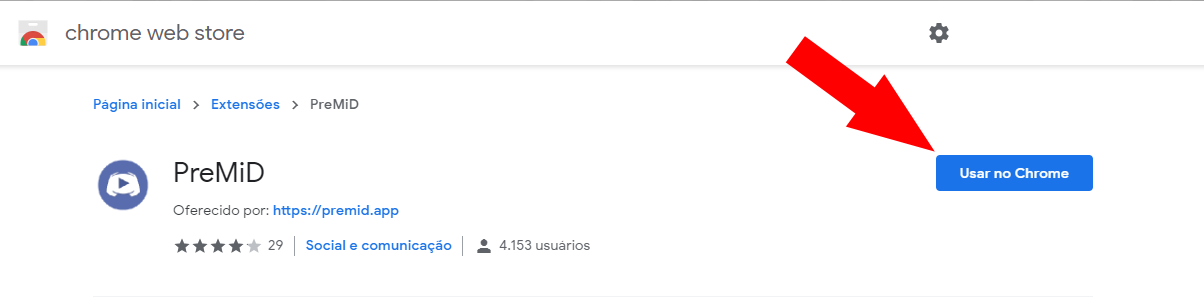 chrome web store
Página inicial > Extensões > PreMiD
PreMiD
Usar no Chrome
Oferecido por: https://premid.app
29 Social e comunicação 4.153 usuários